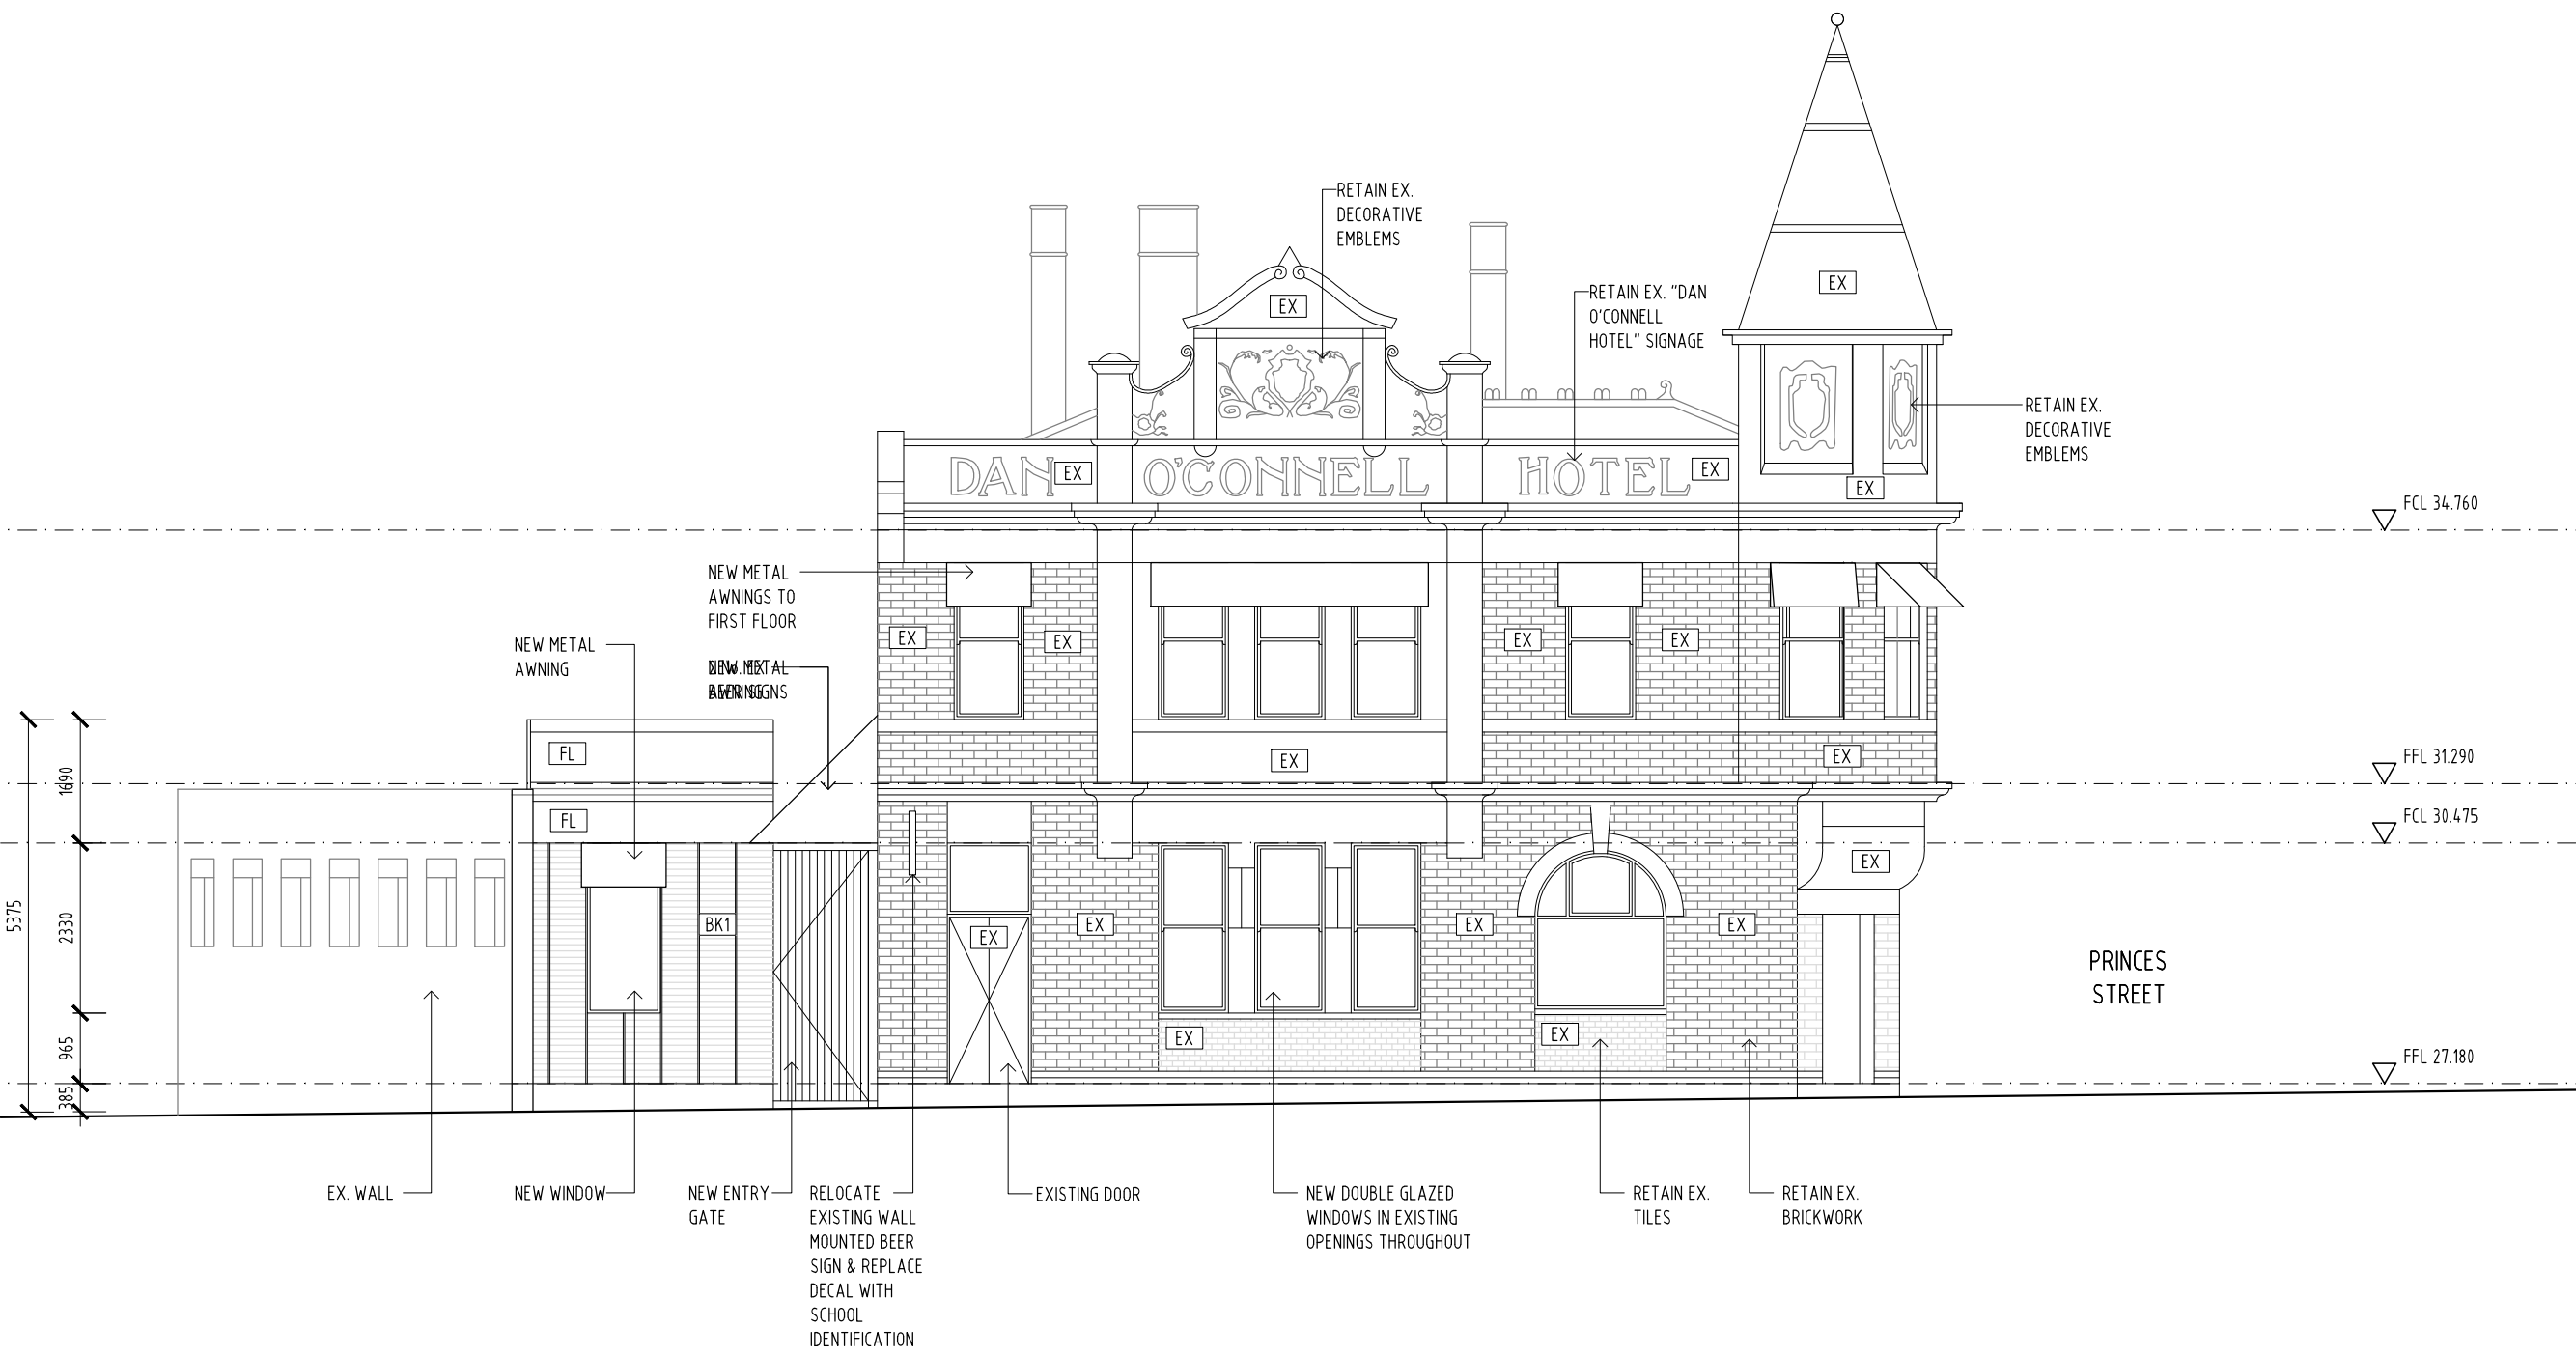 RETAIN EX.
DECORATIVE
EMBLEMS
EX
EX
RETAIN EX. "DAN
O'CONNELL
HOTEL" SIGNAGE
RETAIN EX.
DECORATIVE
EMBLEMS
DAN EX O'CONNELL HOTEL EX
EX
FCL 34.760
NEW METAL
AWNINGS TO
FIRST FLOOR
NEW METAL
AWNING
EX
EX
EX
EX
NEW METAL
FL
EX
EX
FFL 31.290
FL
FCL 30.475
EX
1690
2330
965
385
5375
BK1
EX
EX
EX
EX
EX
EX
PRINCES
STREET
FFL 27.180
EX. WALL
NEW WINDOW
NEW ENTRY
GATE
RELOCATE
EXISTING WALL
MOUNTED BEER
SIGN & REPLACE
DECAL WITH
SCHOOL
IDENTIFICATION
EXISTING DOOR
NEW DOUBLE GLAZED
WINDOWS IN EXISTING
OPENINGS THROUGHOUT
RETAIN EX.
TILES
RETAIN EX.
BRICKWORK